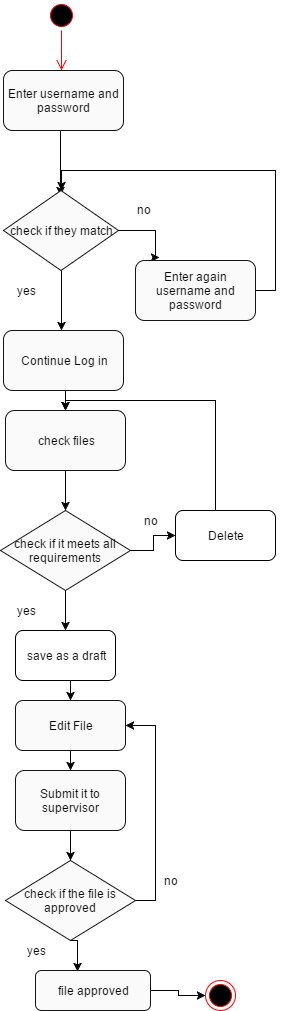 Enter username and
password
check if they match
no
Enter again
username and
password
yes
Continue Log in
check files
check if it meets all
requirements
no
Delete
yes
save as a draft
Edit File
Submit it to
supervisor
check if the file is
approved
no
yes
file approved